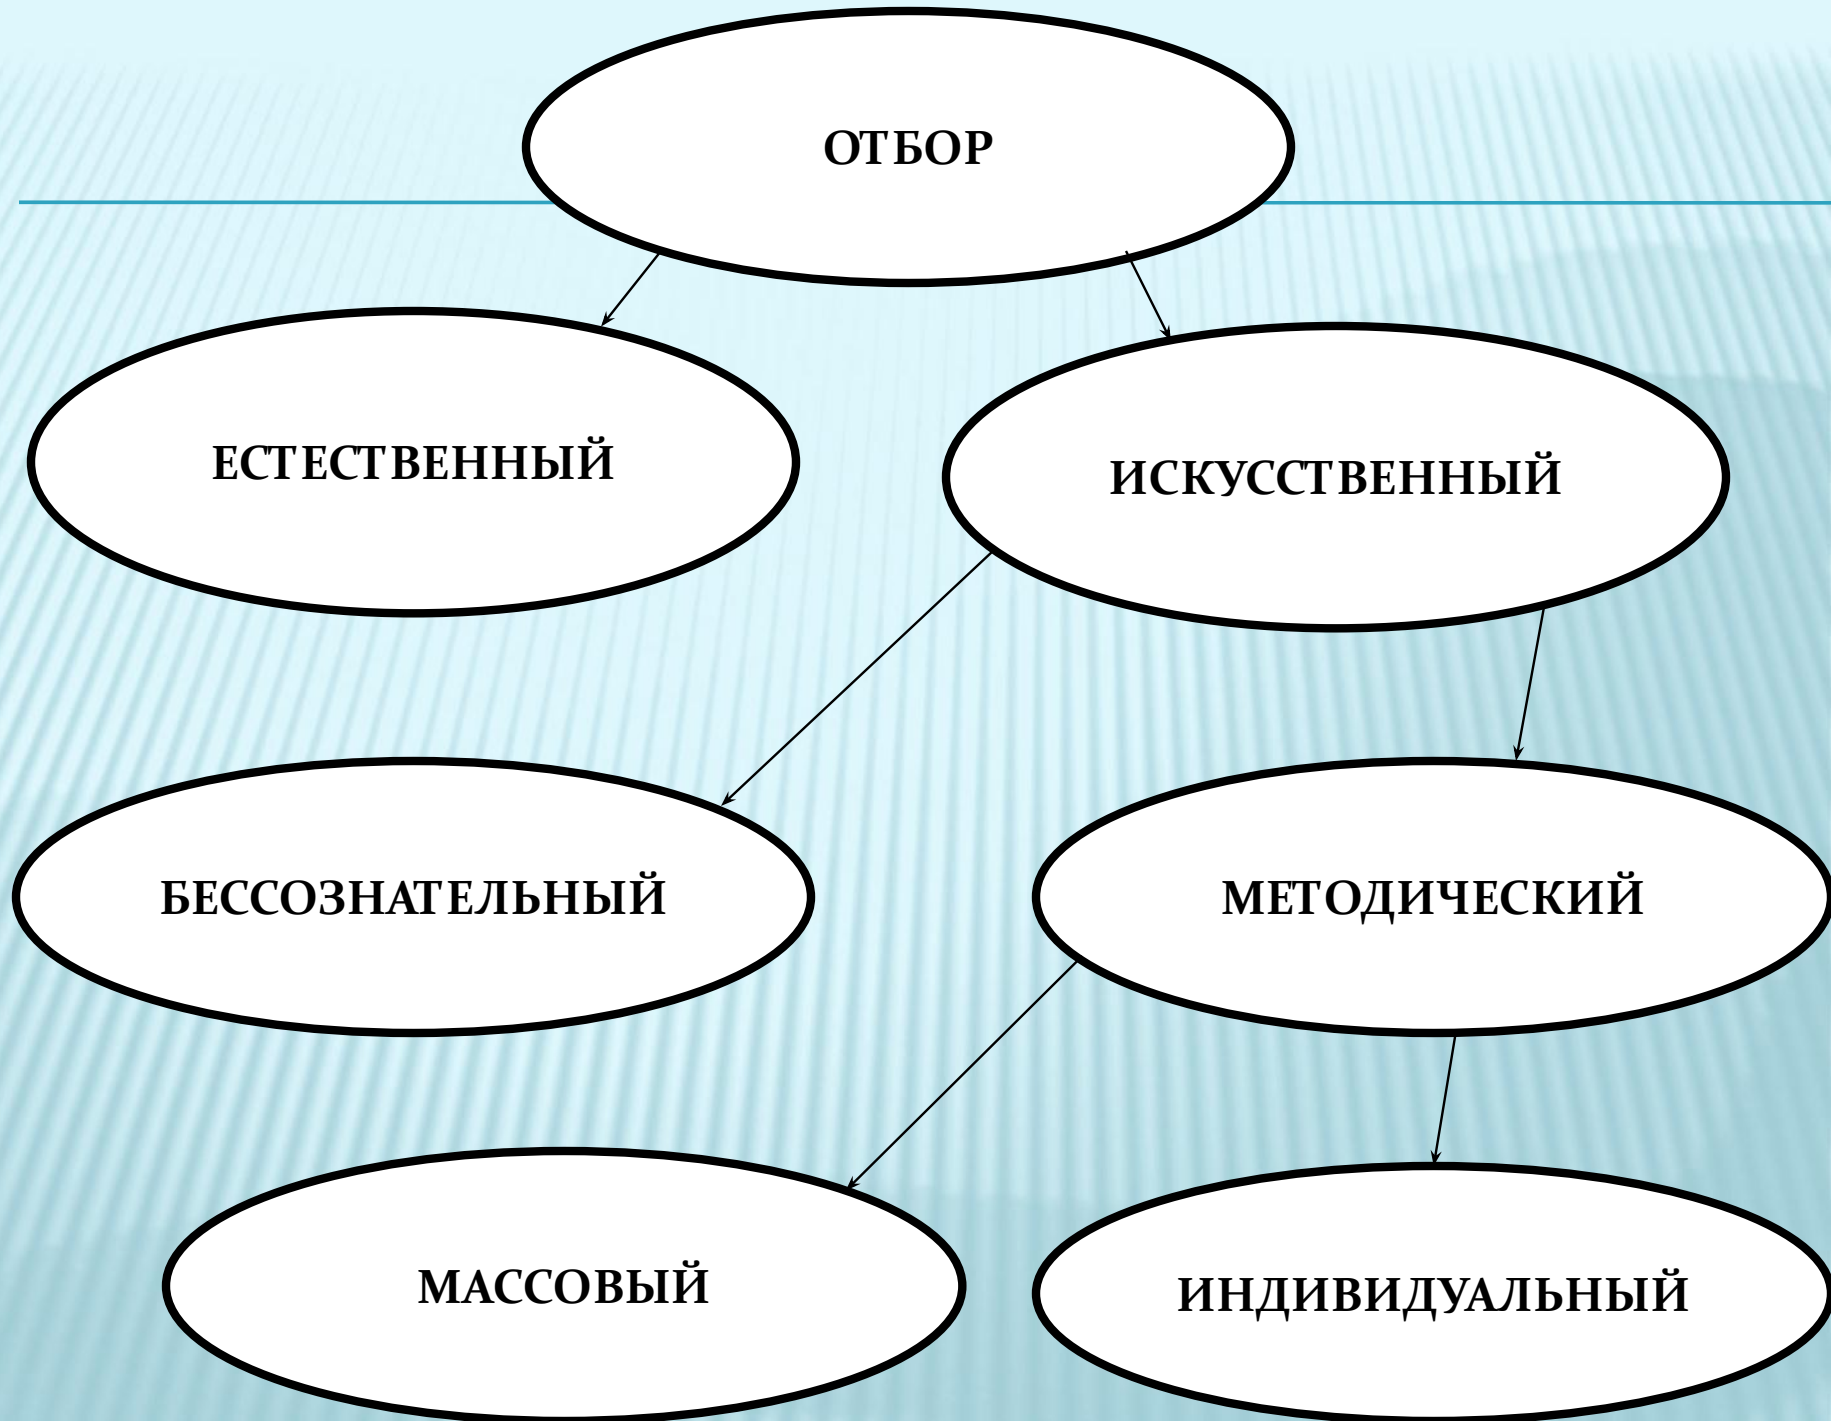 ОТБОР
ЕСТЕСТВЕННЫЙ
ИСКУССТВЕННЫЙ
БЕССОЗНАТЕЛЬНЫЙ
МЕТОДИЧЕСКИЙ
МАССОВЫЙ
ИНДИВИДУАЛЬНЫЙ